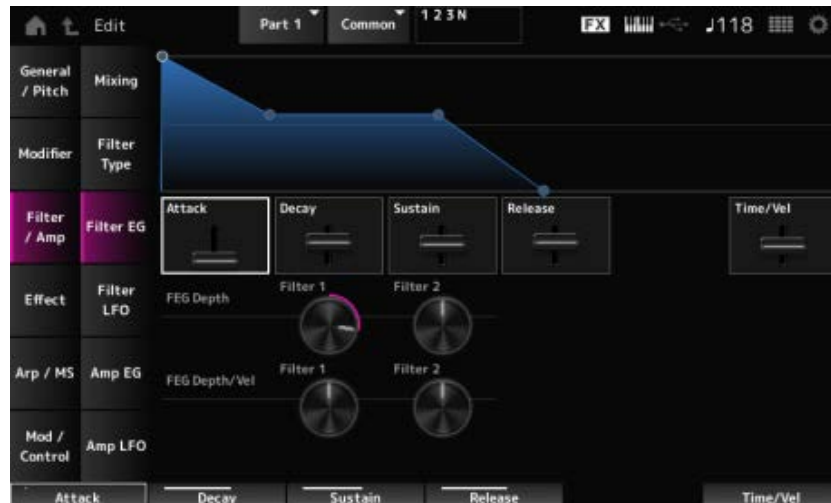 Edit
Part 1
Common
1 2 3 N
FX
♩118
General / Pitch
Mixing
Modifier
Filter Type
Filter / Amp
Filter EG
Effect
Filter LFO
Arp / MS
Amp EG
Mod / Control
Amp LFO
Attack
Decay
Sustain
Release
Time/Vel
FEG Depth
Filter 1
Filter 2
FEG Depth/Vel
Filter 1
Filter 2
Attack
Decay
Sustain
Release
Time/Vel